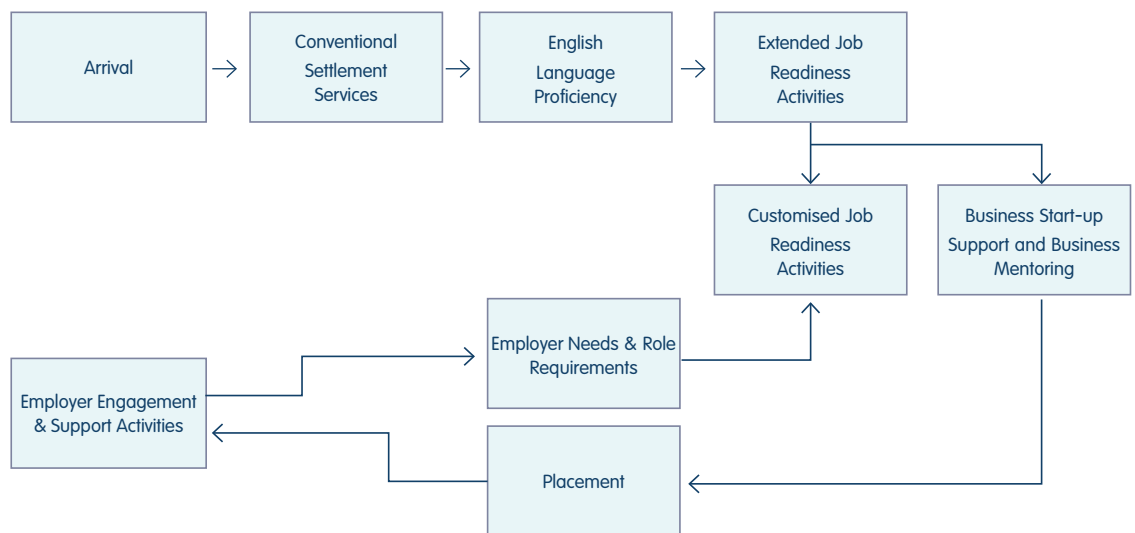 Arrival
Conventional
Settlement
Services
English
Language
Proficiency
Extended Job
Readiness
Activities
Customised Job
Readiness
Activities
Business Start-up
Support and Business
Mentoring
Employer Needs & Role
Requirements
Employer Engagement
& Support Activities
Placement